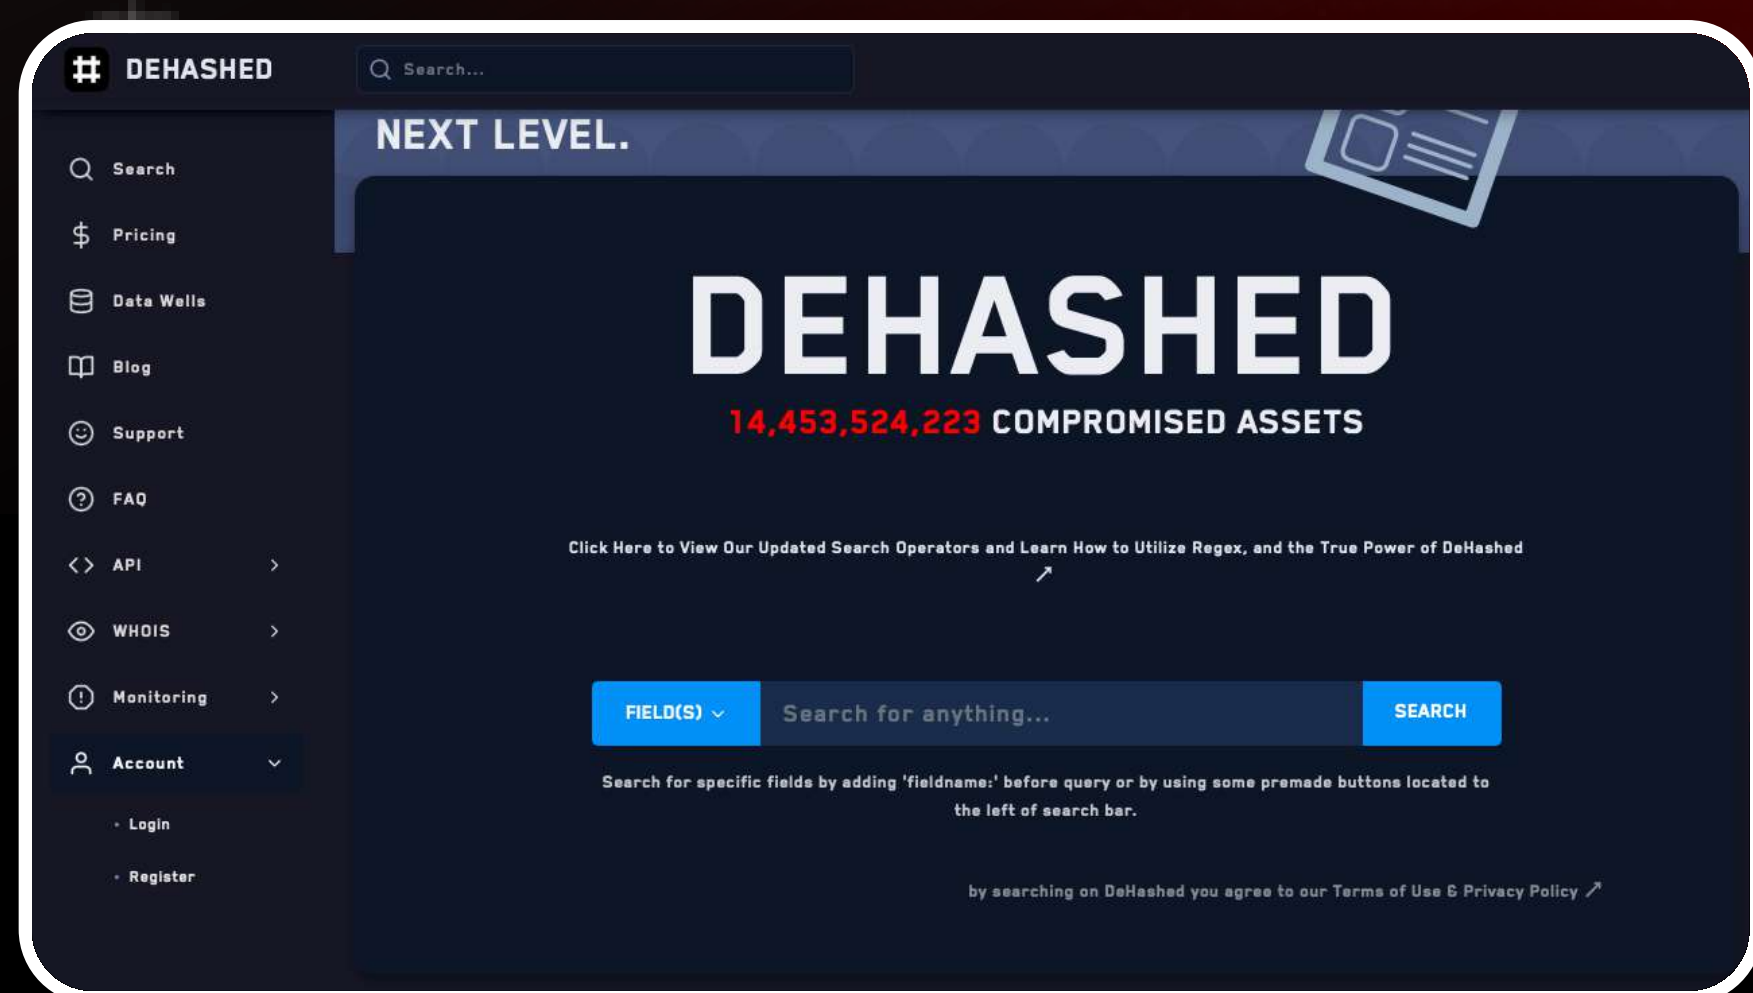 DEHASHED
Search...
Search
Pricing
Data Wells
Blog
Support
FAQ
API
WHOIS
Monitoring
Account
Login
Register
NEXT LEVEL.
DEHASHED
14,453,524,223 COMPROMISED ASSETS
Click Here to View Our Updated Search Operators and Learn How to Utilize Regex, and the True Power of DeHashed
FIELD(S)
Search for anything...
SEARCH
Search for specific fields by adding 'fieldname:' before query or by using some premade buttons located to
the left of search bar.
by searching on DeHashed you agree to our Terms of Use & Privacy Policy